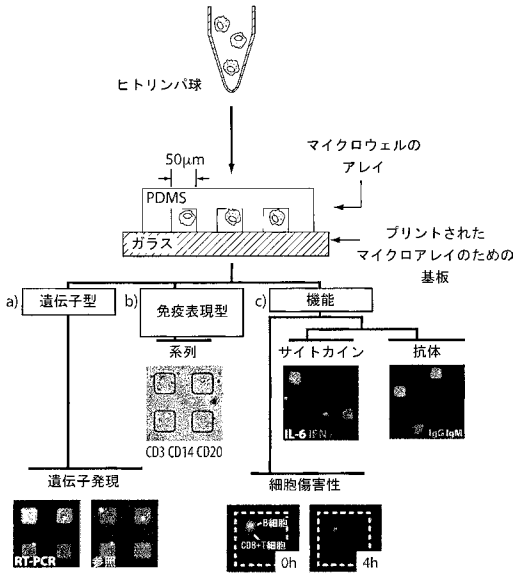 ヒトリンパ球
マイクロウェルの
アレイ
50μm
PDMS
ガラス
プリントされた
マイクロアレイのための
基板
a) 遺伝子型
b) 免疫表現型
c) 機能
系列
サイトカイン
抗体
IL-6 IFN
IgG IgM
CD3 CD14 CD20
遺伝子発現
細胞傷害性
RT-PCR
参照
B細胞
CD8+T細胞
0h
4h